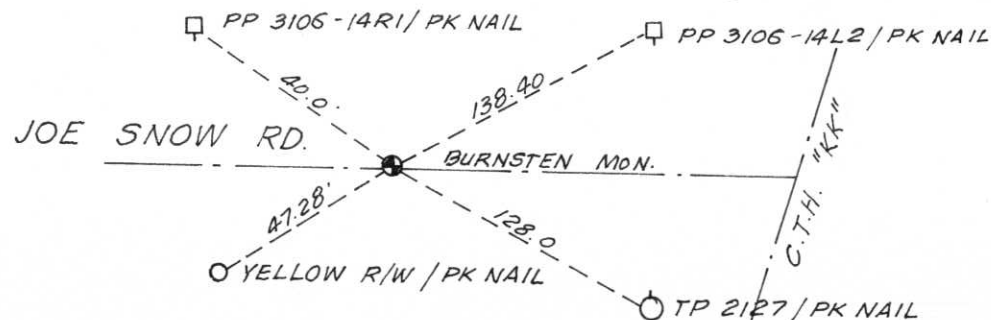 PP 3106-14R1/PK NAIL
PP 3106-14L2/PK NAIL
40.0'
138.40
JOE SNOW RD.
BURNSTEN MON.
C.T.H. "KK"
47.28'
128.0
YELLOW R/W/PK NAIL
TP 2127/PK NAIL